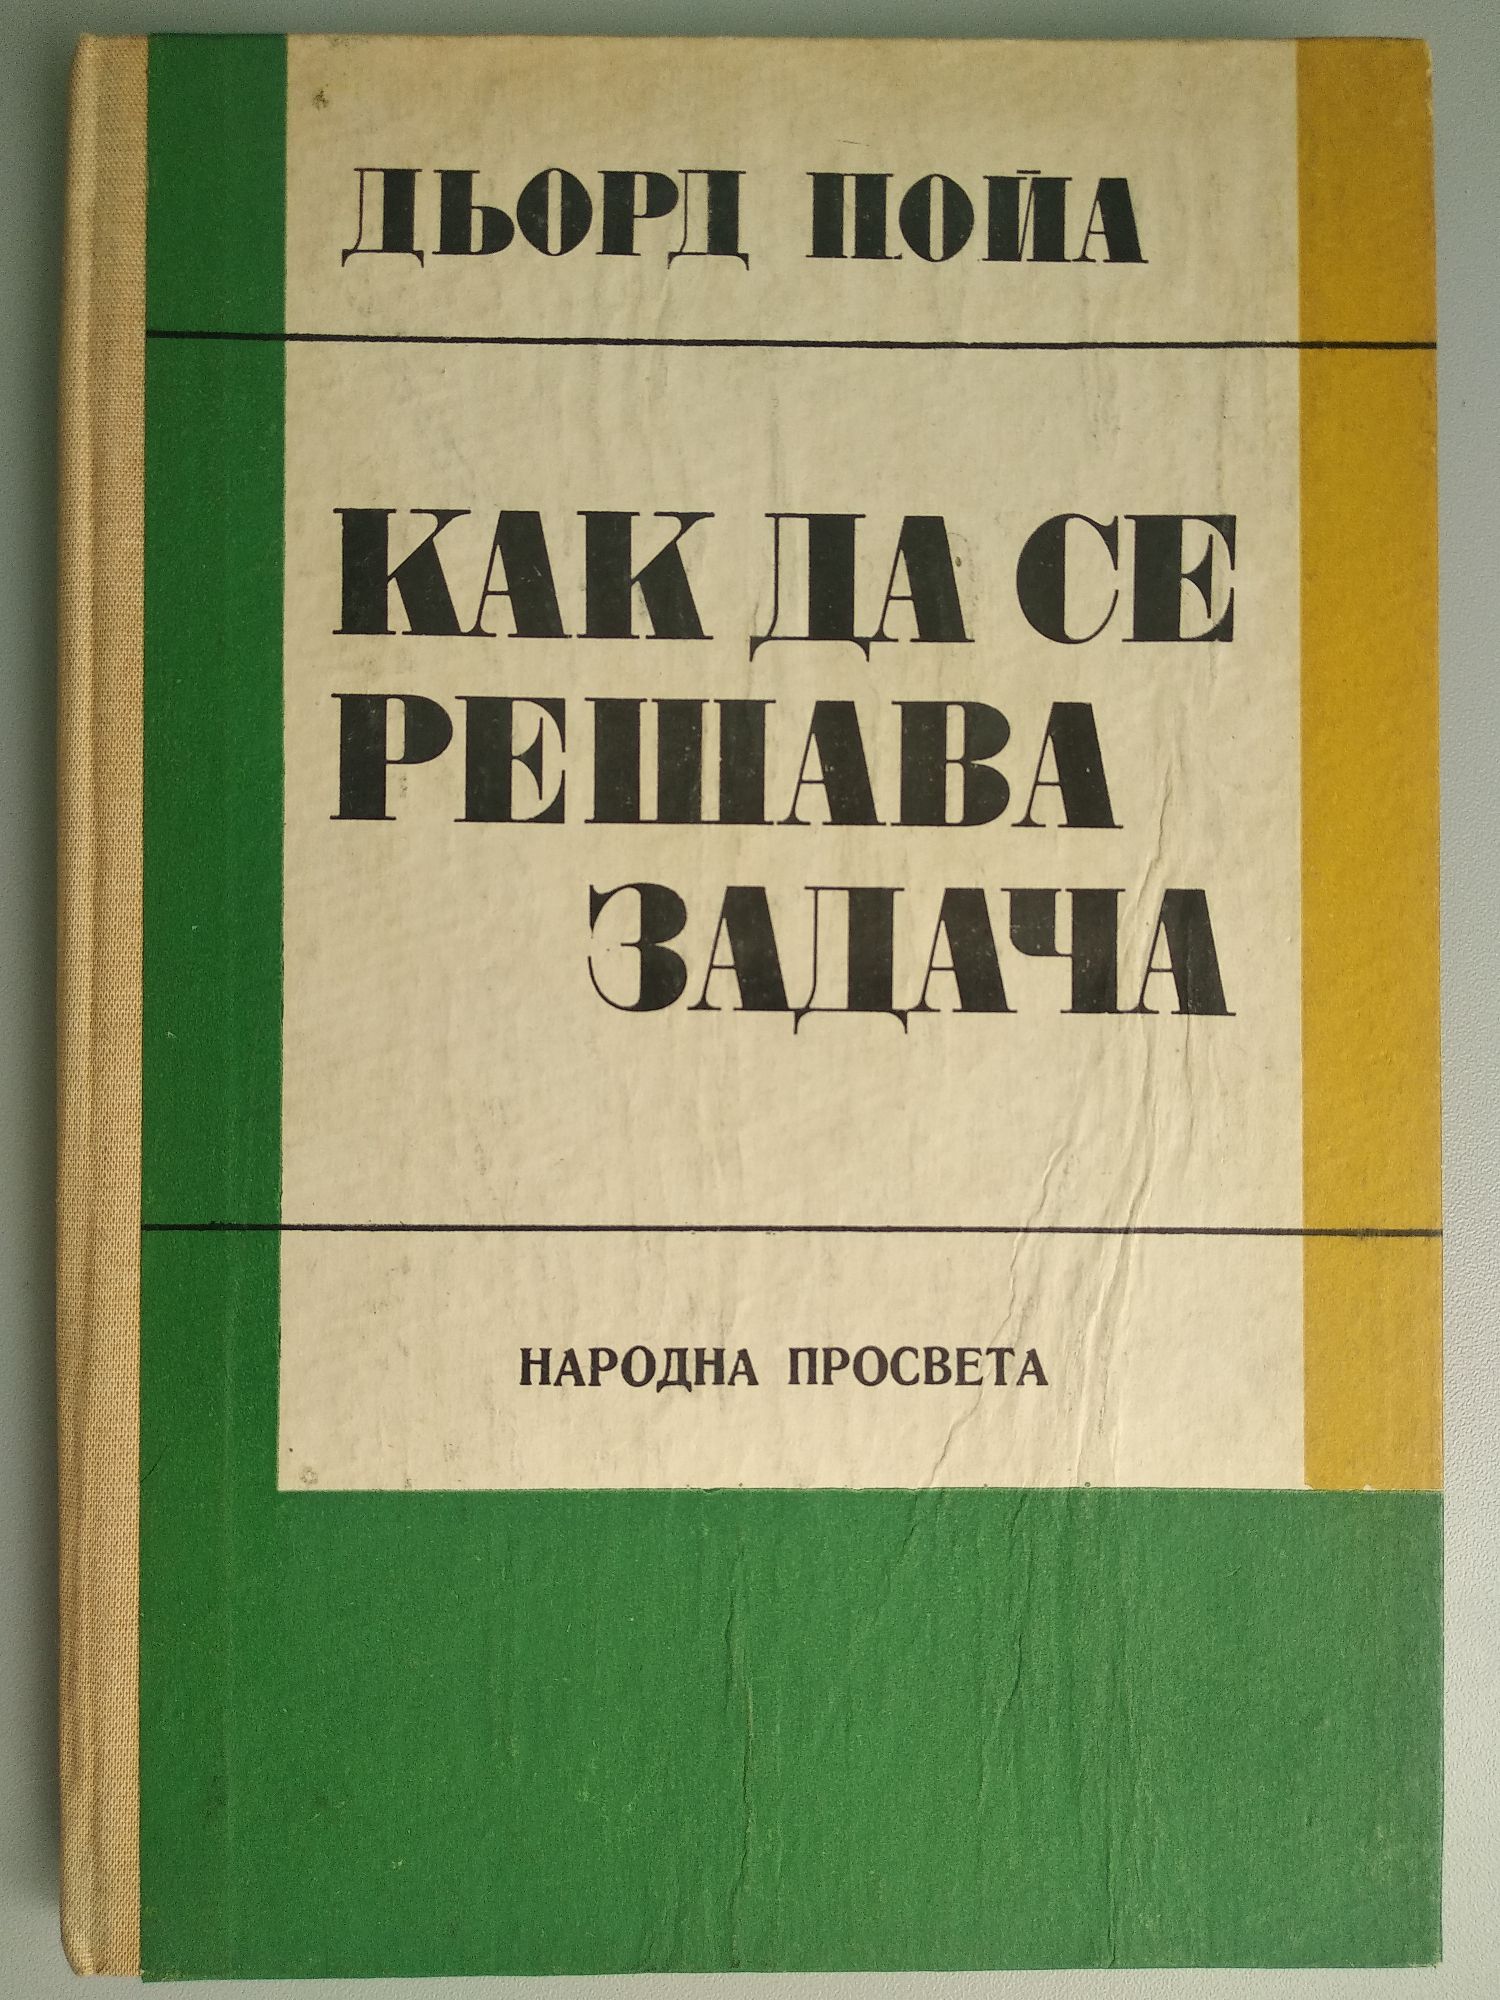 ДЬОРД ПОЙА
КАК ДА СЕ
РЕШАВА
ЗАДАЧА
НАРОДНА ПРОСВЕТА